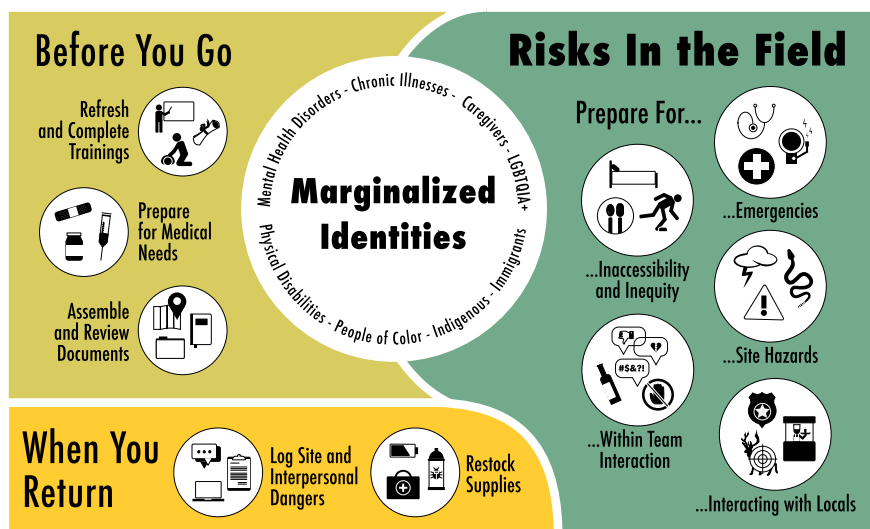 Before You Go
Refresh
and Complete
Trainings
Prepare
for Medical
Needs
Assemble
and Review
Documents
Mental Health Disorders - Chronic Illnesses - Caregivers - LGBTQIA+
Marginalized
Identities
Physical Disabilities - People of Color - Indigenous - Immigrants
Risks In the Field
Prepare For...
...Emergencies
...Inaccessibility
and Inequity
...Site Hazards
#$&?!
...Within Team
Interaction
...Interacting with Locals
When You
Return
Log Site and
Interpersonal
Dangers
Restock
Supplies